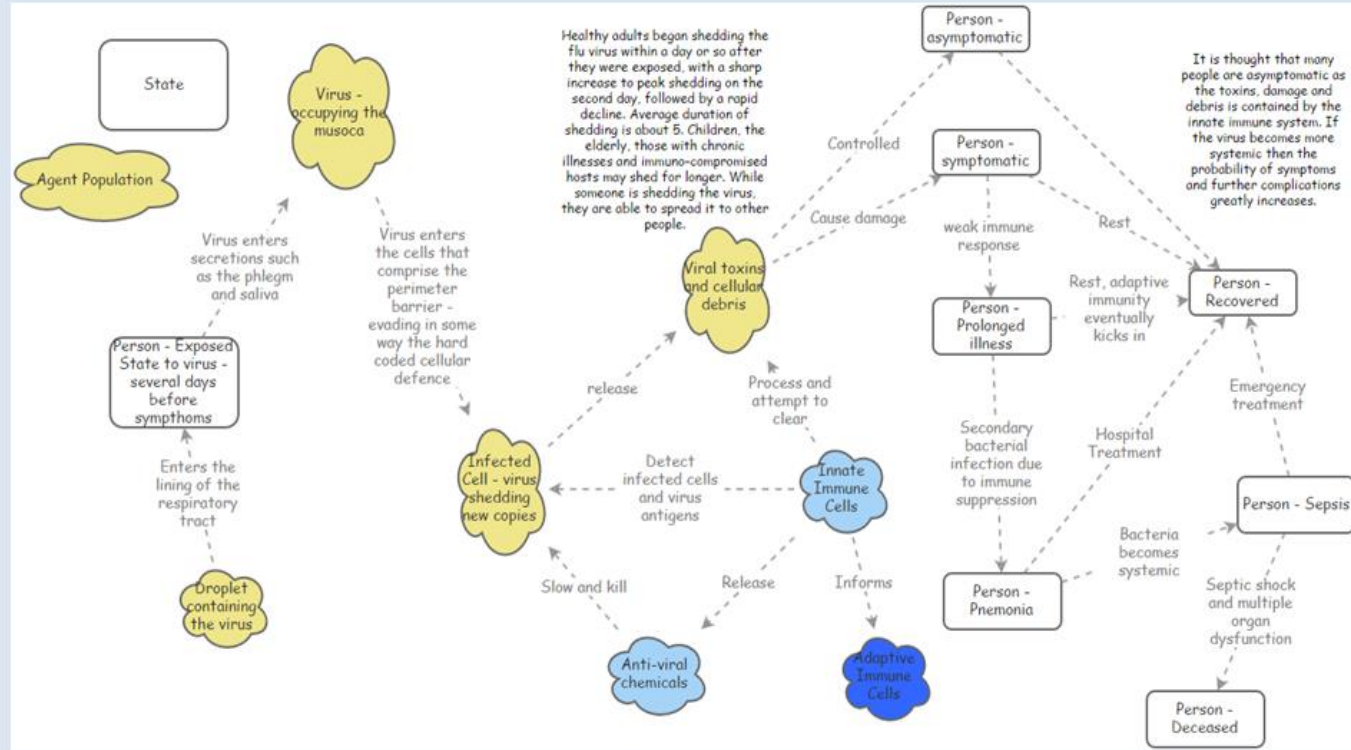 State
Agent Population
Virus -
occupying the
musoca
Virus enters
secretions such
as the phlegm
and saliva
Person - Exposed
State to virus -
several days
before
sympthoms
Enters the
lining of the
respiratory
tract
Droplet
containing
the virus
Virus enters
the cells that
comprise the
perimeter
barrier -
evading in some
way the hard
coded cellular
defence
Infected
Cell - virus
shedding
new copies
release
Healthy adults began shedding the
flu virus within a day or so after
they were exposed, with a sharp
increase to peak shedding on the
second day, followed by a rapid
decline. Average duration of
shedding is about 5. Children, the
elderly, those with chronic
illnesses and immuno-compromised
hosts may shed for longer. While
someone is shedding the virus,
they are able to spread it to other
people.
Viral toxins
and cellular
debris
Process and
attempt to
clear
Detect
infected cells
and virus
antigens
Innate
Immune
Cells
Slow and kill
Release
Informs
Anti-viral
chemicals
Adaptive
Immune
Cells
Controlled
Cause damage
Person -
asymptomatic
Person -
symptomatic
weak immune
response
Rest
Person -
Prolonged
illness
Rest, adaptive
immunity
eventually
kicks in
Person -
Recovered
It is thought that many
people are asymptomatic as
the toxins, damage and
debris is contained by the
innate immune system. If
the virus becomes more
systemic then the
probability of symptoms
and further complications
greatly increases.
Secondary
bacterial
infection due
to immune
suppression
Hospital
Treatment
Emergency
treatment
Person -
Pnemonia
Bacteria
becomes
systemic
Person - Sepsis
Septic shock
and multiple
organ
dysfunction
Person -
Deceased